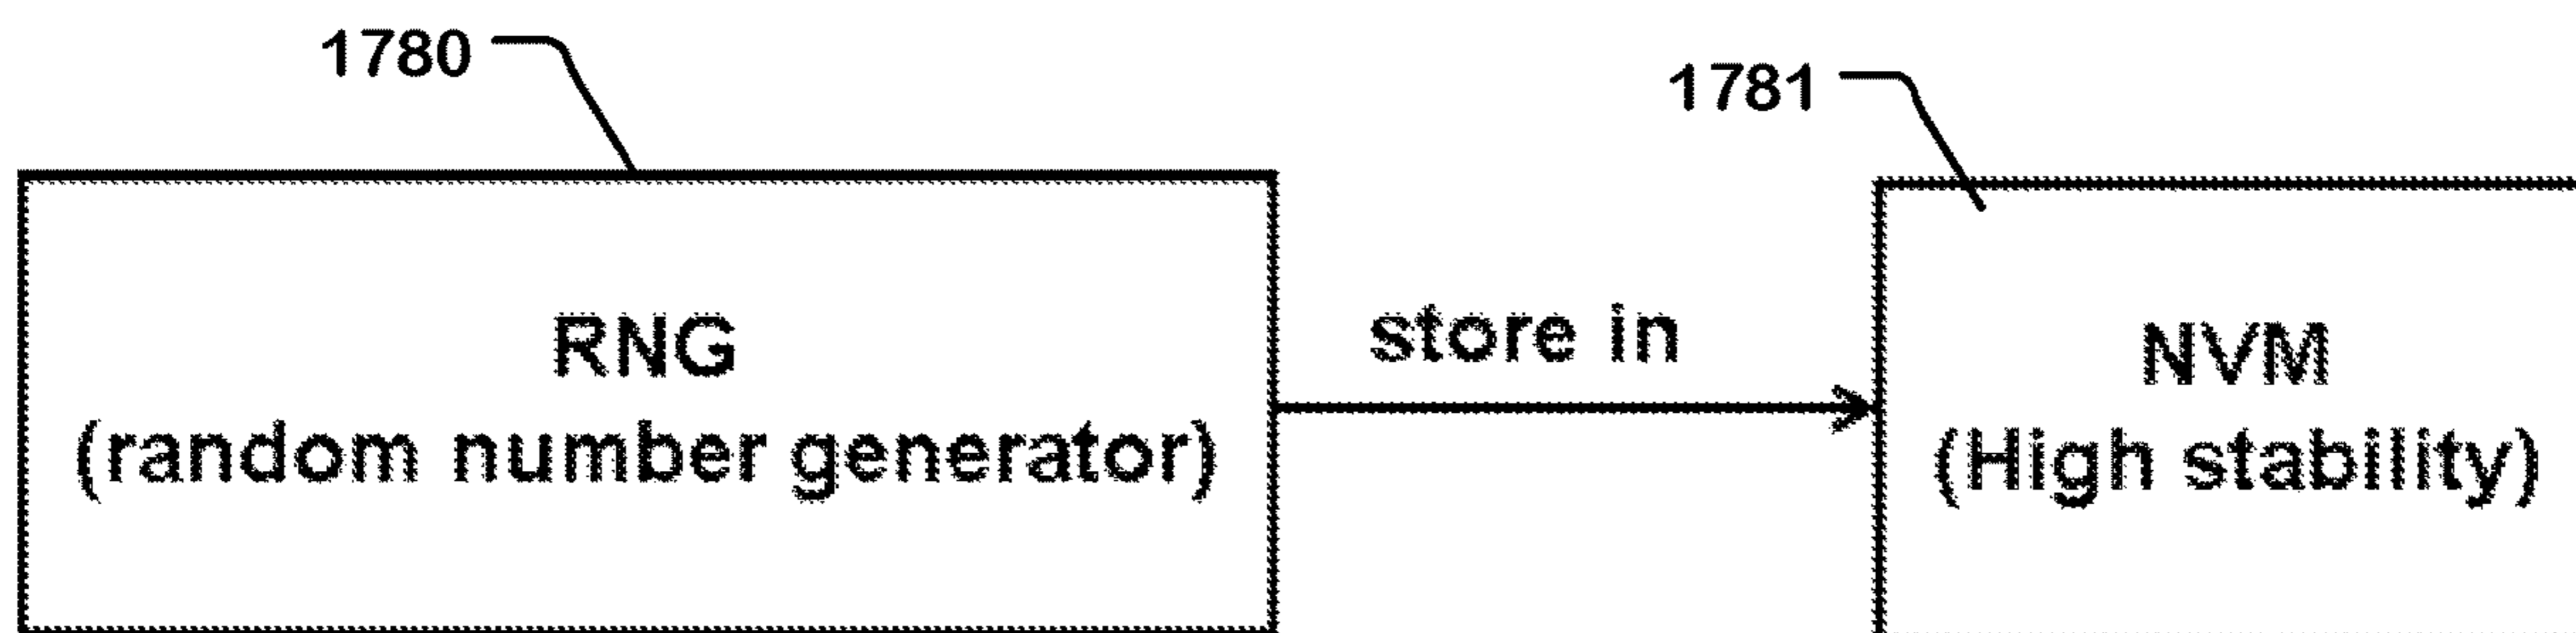 1780
1781
RNG
(random number generator)
store in
NVM
(High stability)